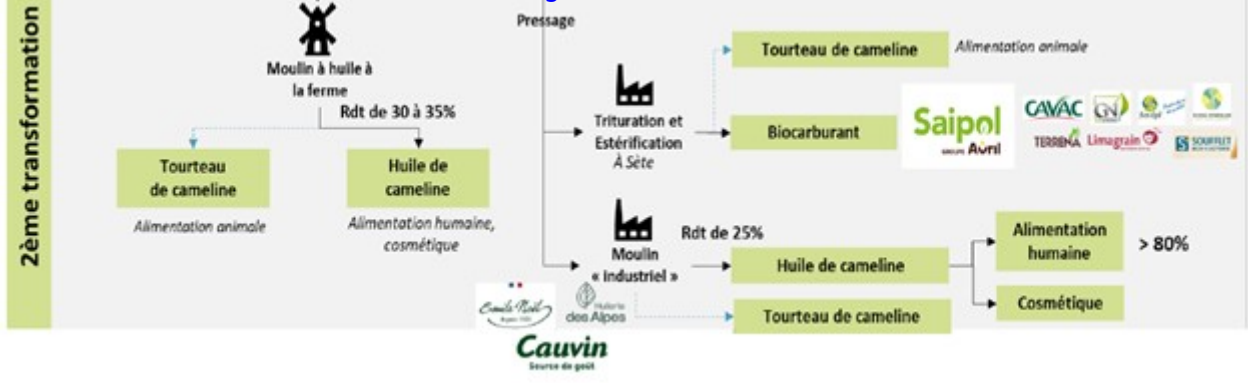 2ème transformation
Pressage
Moulin à huile à
la ferme
Rdt de 30 à 35%
Tourteau
de cameline
Alimentation animale
Huile de
cameline
Alimentation humaine,
cosmétique
Trituration et
Estérification
À Sète
Tourteau de cameline
Alimentation animale
Biocarburant
Saipol
GROUPE Avril
CAVAC
TERRENA
Limagrain
SOUFFLET
Moulin
« industriel »
Rdt de 25%
Huile de cameline
Tourteau de cameline
Alimentation
humaine
> 80%
Cosmétique
Emile Noël
Huilerie
des Alpes
Cauvin
Source de goût